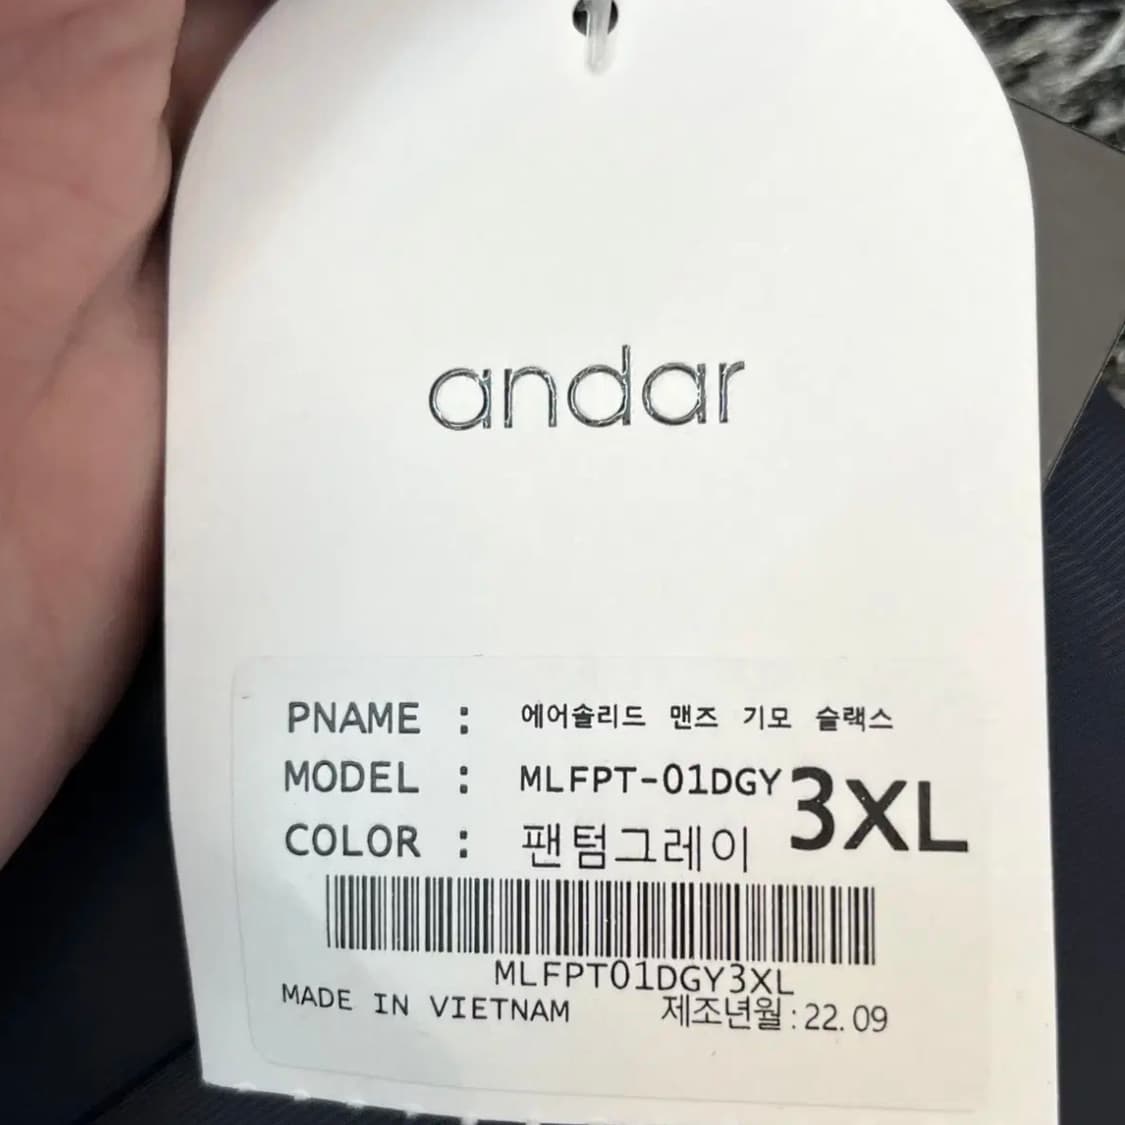 andar
PNAME : 에어솔리드 맨즈 기모 슬랙스
MODEL : MLFPT-01DGY
3XL
COLOR : 팬텀그레이
MLFPT01DGY3XL
MADE IN VIETNAM 제조년월:22.09